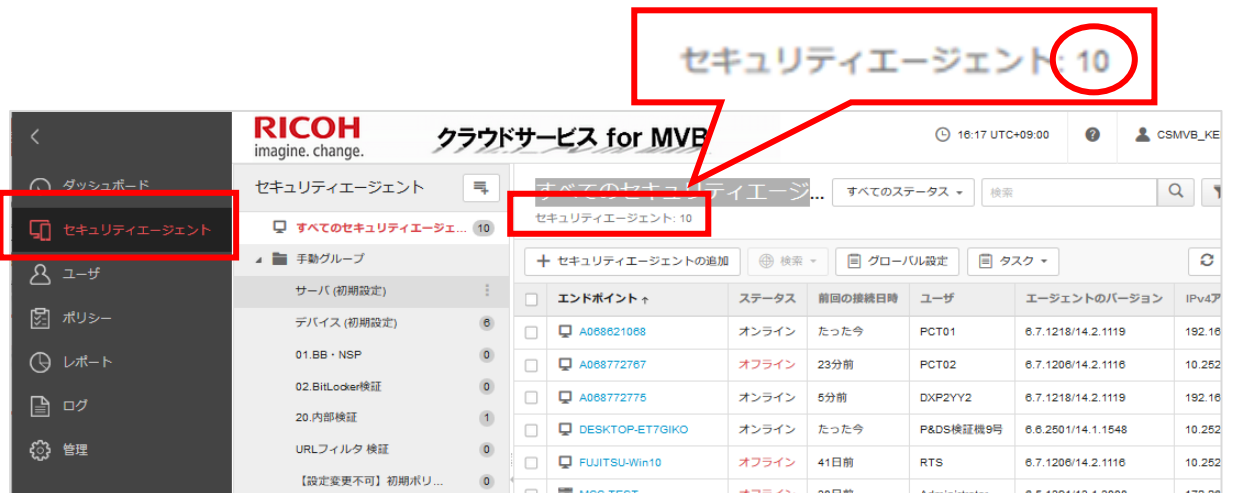 セキュリティエージェント: 10
RICOH
imagine. change.
クラウドサービス for MVB
16:17 UTC+09:00
CSMVB_KE
ダッシュボード
セキュリティエージェント
ユーザ
ポリシー
レポート
ログ
管理
セキュリティエージェント
すべてのセキュリティエージェ... 10
手動グループ
サーバ (初期設定)
デバイス (初期設定) 6
01.BB・NSP 0
02.BitLocker検証 0
20.内部検証 1
URLフィルタ 検証 0
【設定変更不可】初期ポリ... 0
すべてのセキュリティエージ... すべてのステータス 検索
セキュリティエージェント: 10
セキュリティエージェントの追加 検索 グローバル設定 タスク
エンドポイント ↑ ステータス 前回の接続日時 ユーザ エージェントのバージョン IPv4ア
A068621068 オンライン たった今 PCT01 6.7.1218/14.2.1119 192.16
A068772767 オフライン 23分前 PCT02 6.7.1206/14.2.1116 10.252
A068772775 オンライン 5分前 DXP2YY2 6.7.1218/14.2.1119 192.16
DESKTOP-ET7GIKO オンライン たった今 P&DS検証機9号 6.6.2501/14.1.1548 10.252
FUJITSU-Win10 オフライン 41日前 RTS 6.7.1206/14.2.1116 10.252